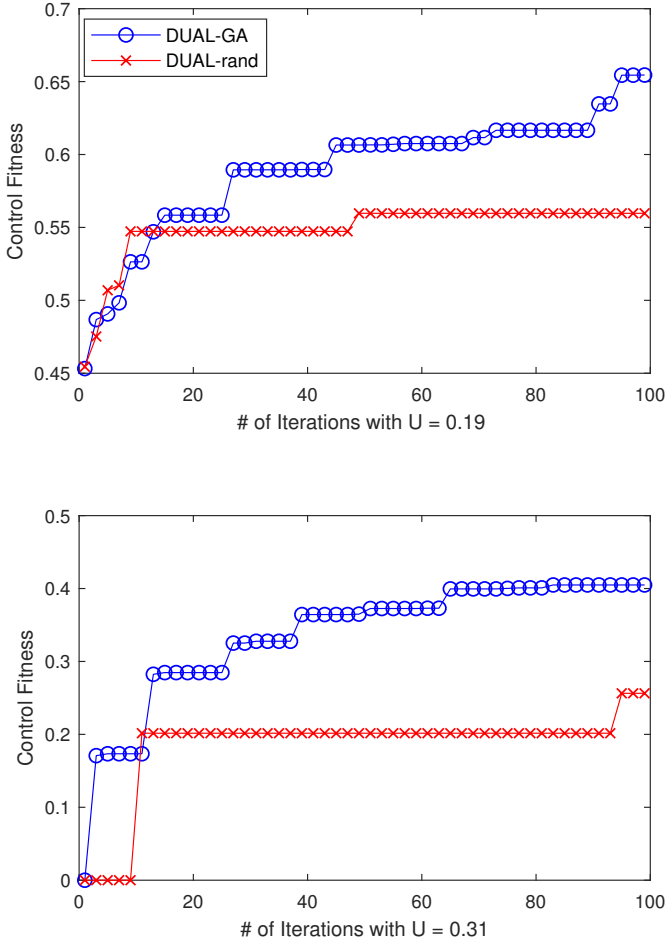 0.7
0.65
0.6
0.55
0.5
0.45
Control Fitness
DUAL-GA
DUAL-rand
0 20 40 60 80 100
# of Iterations with U = 0.19
0.5
0.4
0.3
0.2
0.1
0
Control Fitness
0 20 40 60 80 100
# of Iterations with U = 0.31